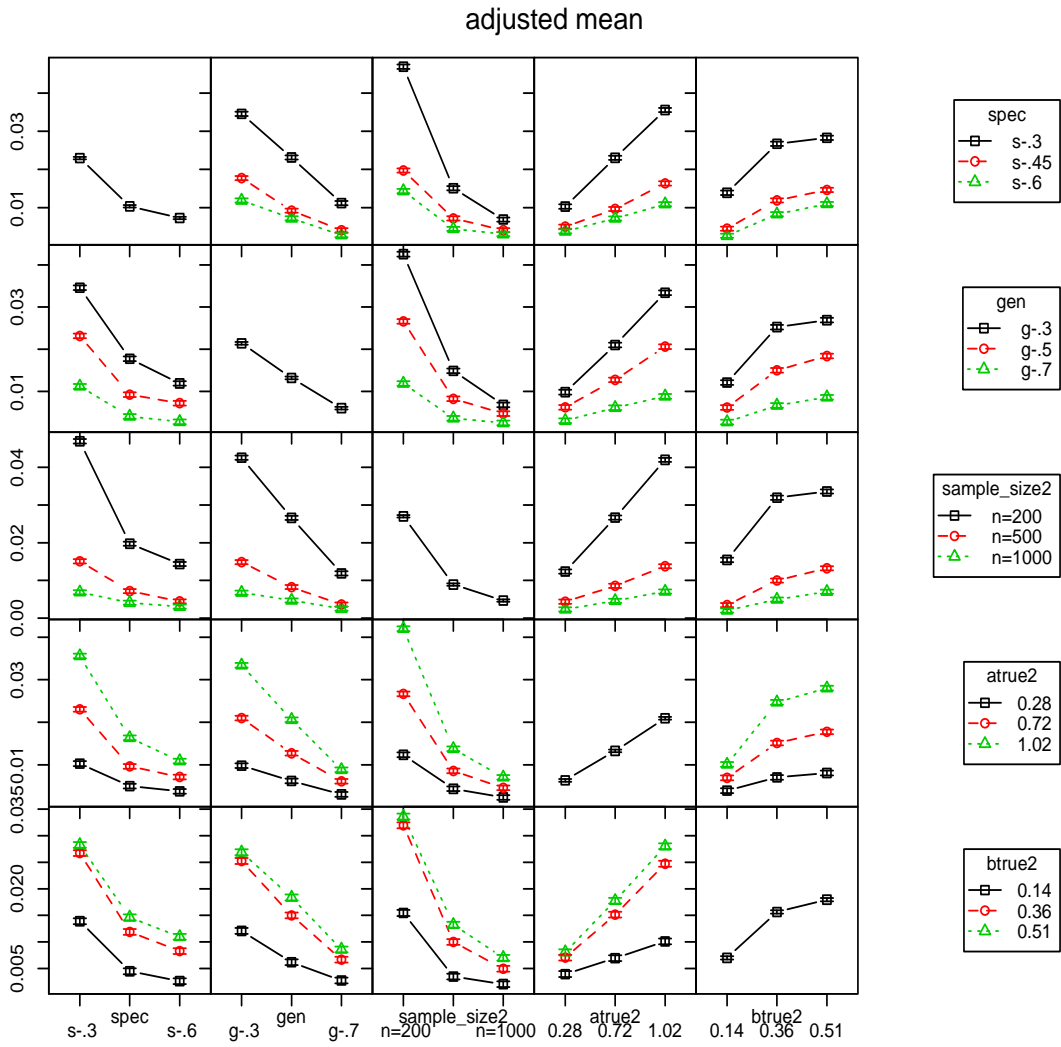 adjusted mean
0.03
0.01
spec
s-.3
s-.45
s-.6
0.03
0.01
gen
g-.3
g-.5
g-.7
0.04
0.02
0.00
sample_size2
n=200
n=500
n=1000
0.03
0.01
atrue2
0.28
0.72
1.02
0.035
0.020
0.005
btrue2
0.14
0.36
0.51
spec gen sample_size2 atrue2 btrue2
s-.3 s-.6 g-.3 g-.7 n=200 n=1000 0.28 0.72 1.02 0.14 0.36 0.51